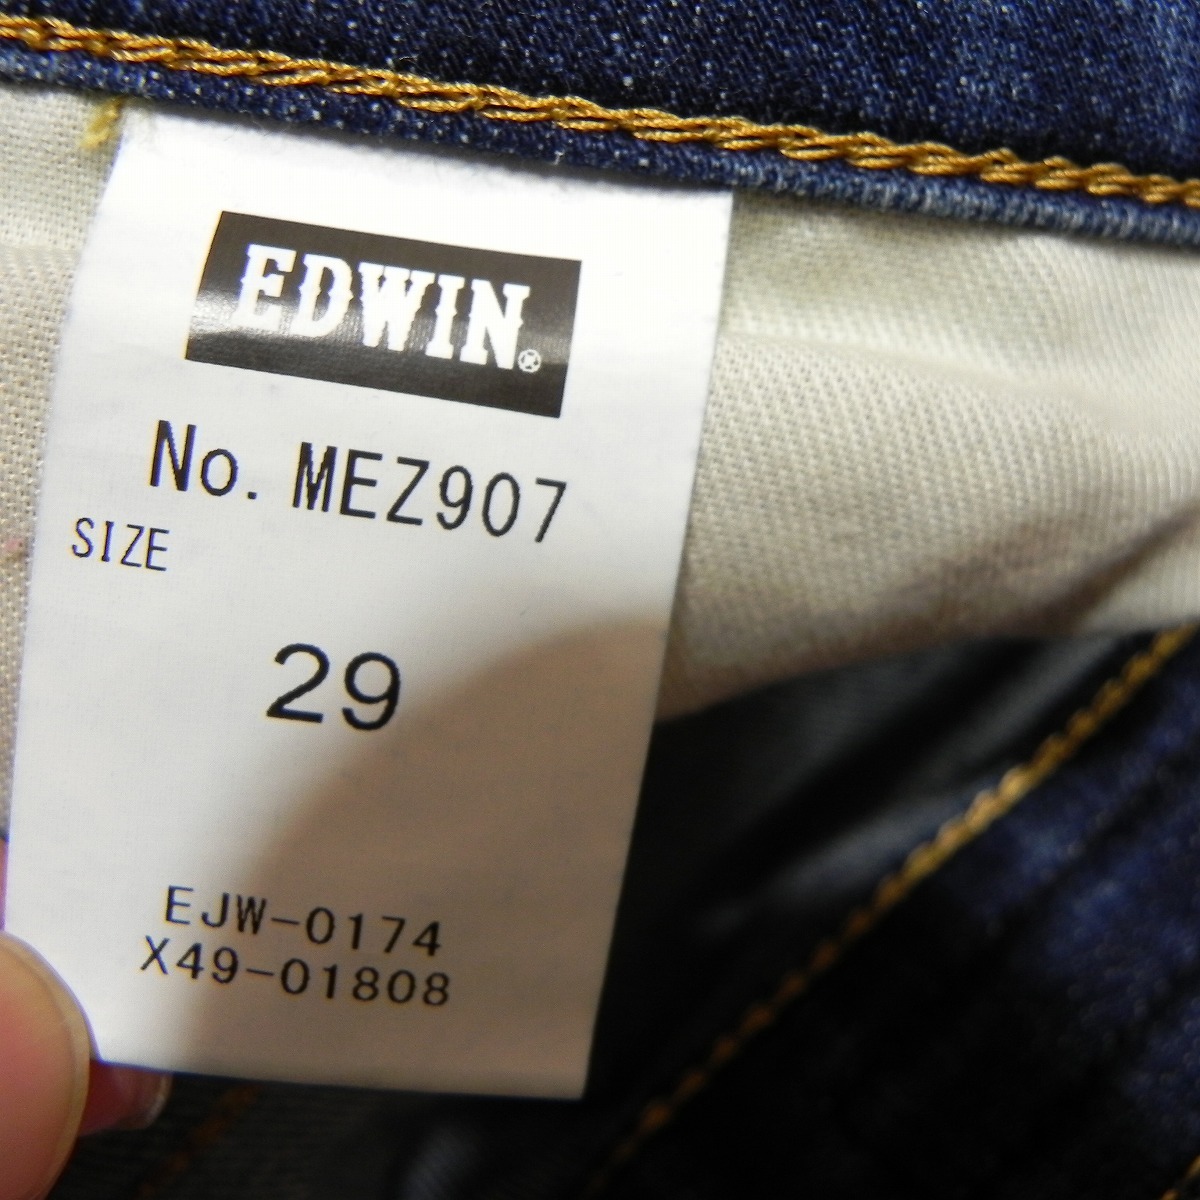 EDWIN®
No. MEZ907
SIZE
29
EJW-0174
X49-01808